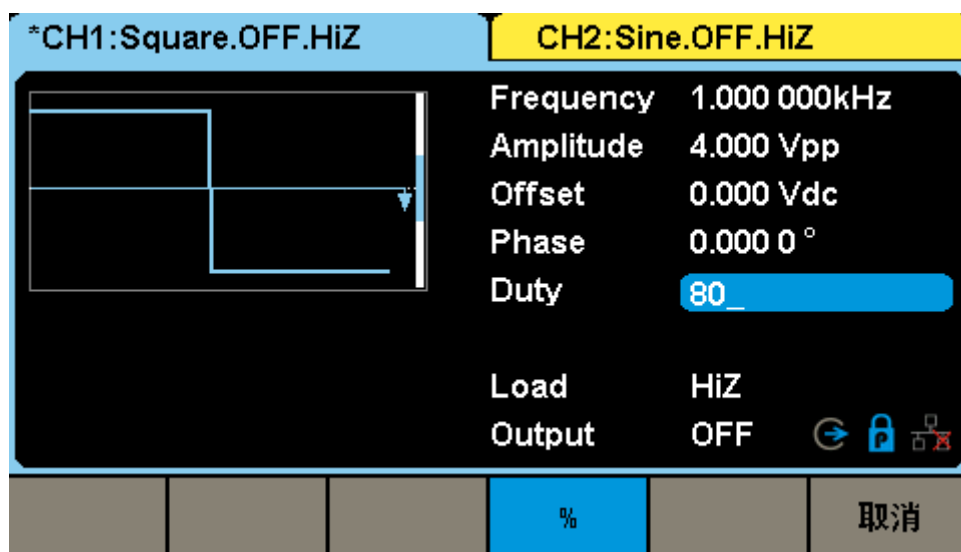 *CH1:Square.OFF.HiZ CH2:Sine.OFF.HiZ
Frequency 1.000 000kHz
Amplitude 4.000 Vpp
Offset 0.000 Vdc
Phase 0.000 0 °
Duty 80_
Load HiZ
Output OFF
% 取消